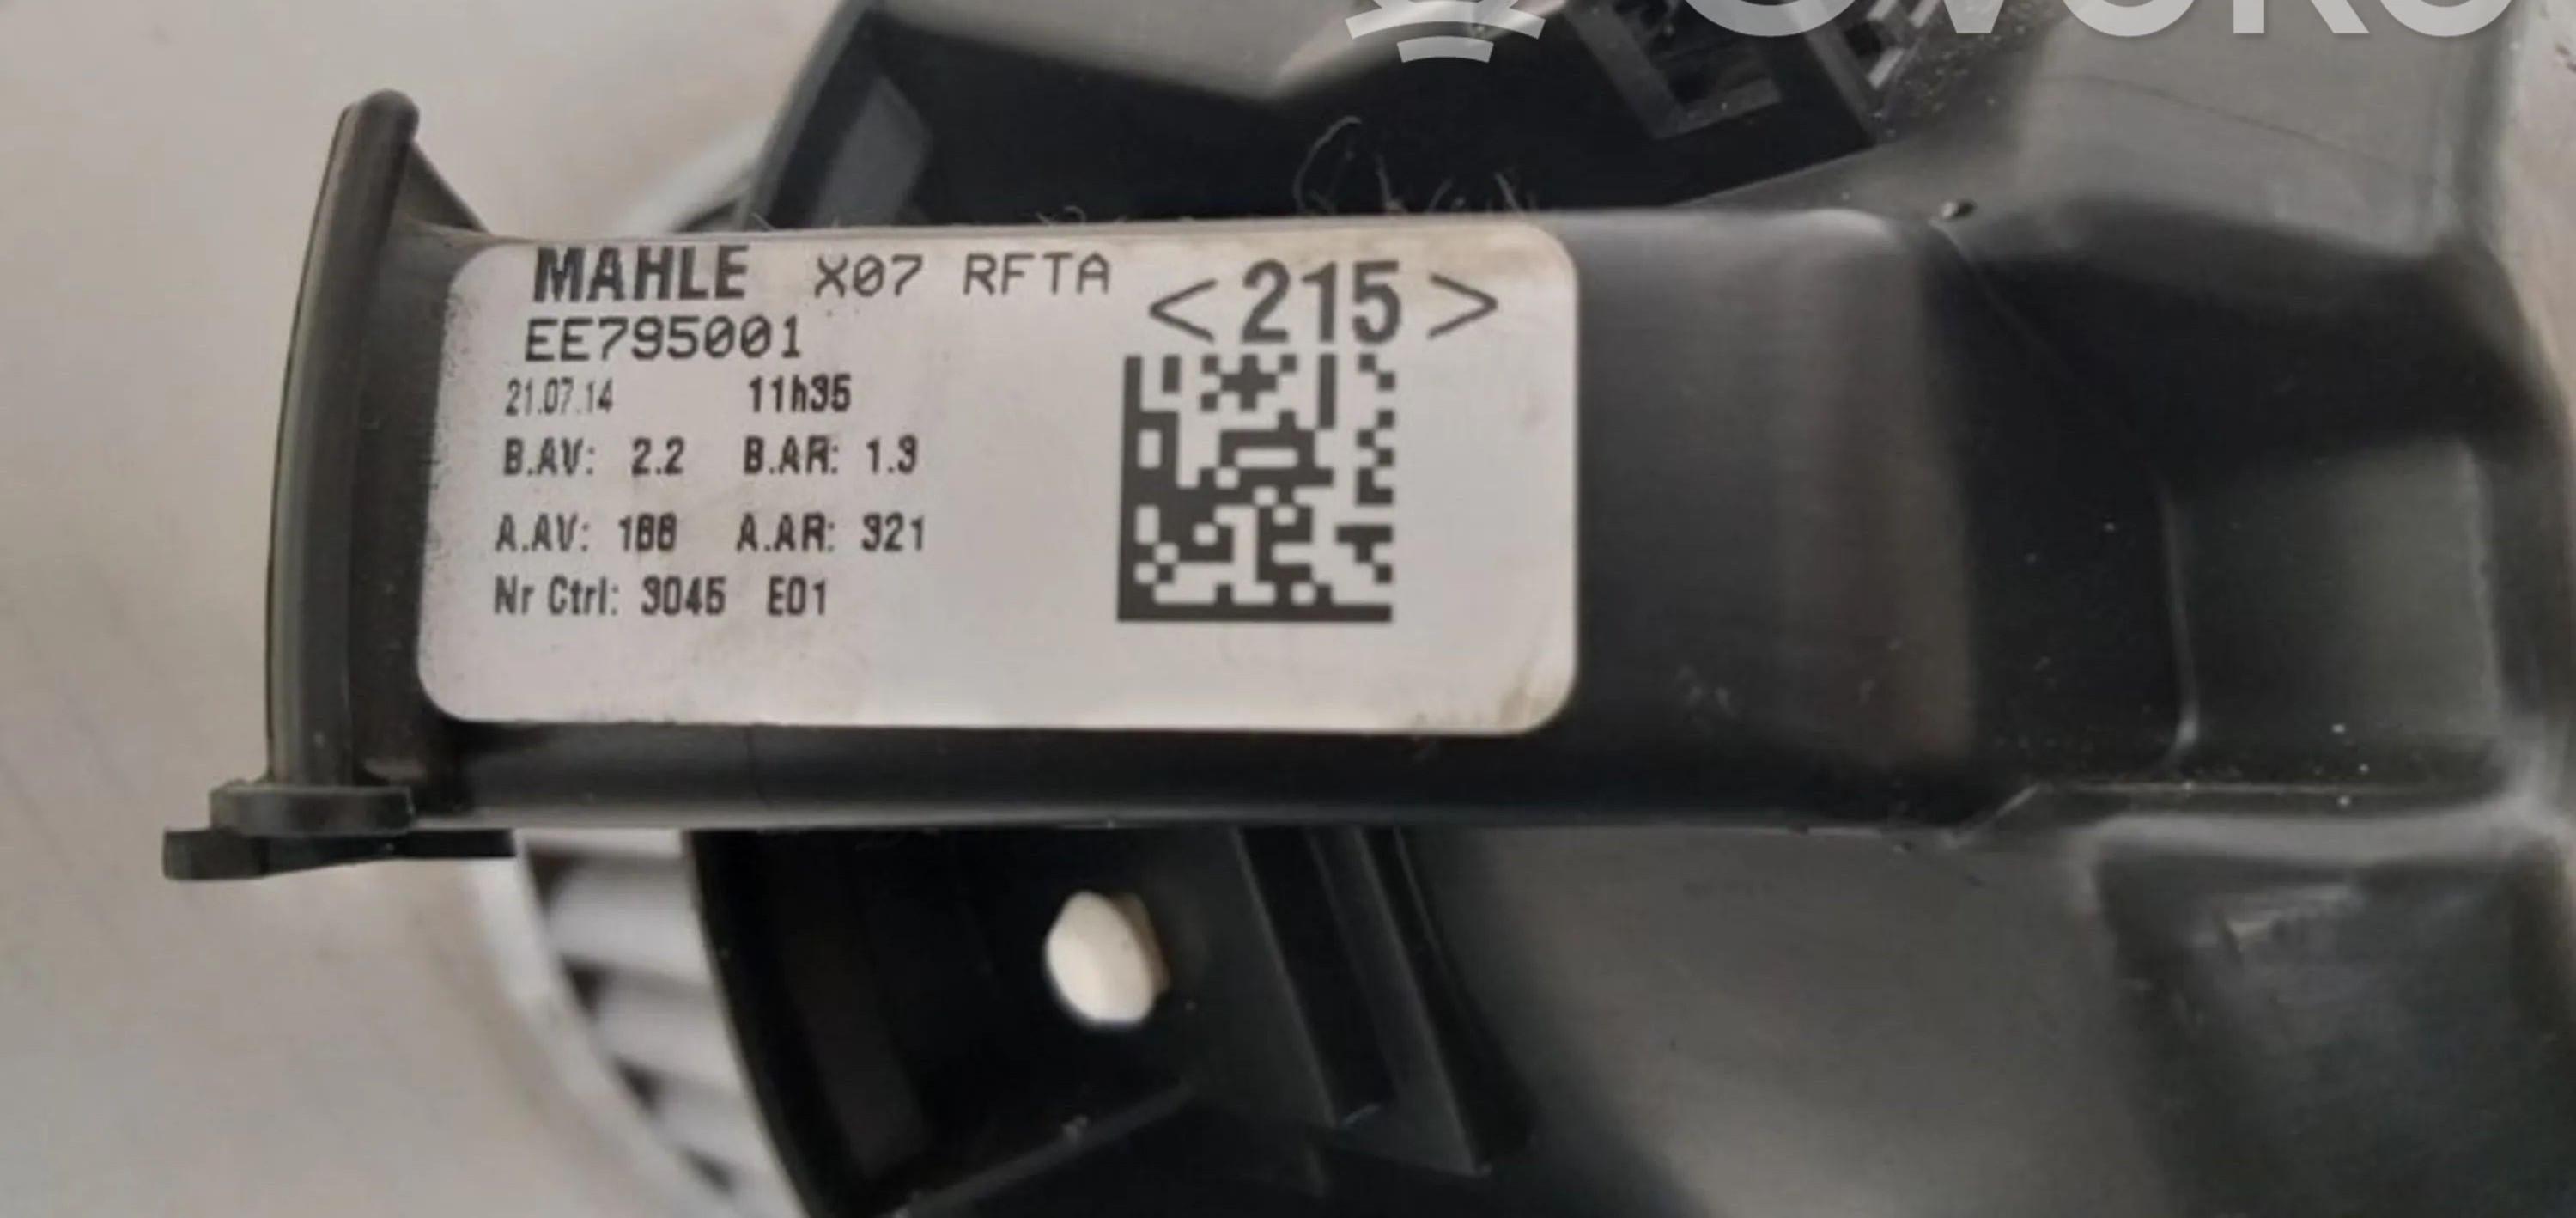 MAHLE X07 RFTA
<215>
EE795001
21.07.14 11h35
B.AV: 2.2 B.AR: 1.3
A.AV: 188 A.AR: 321
Nr Ctrl: 3045 E01